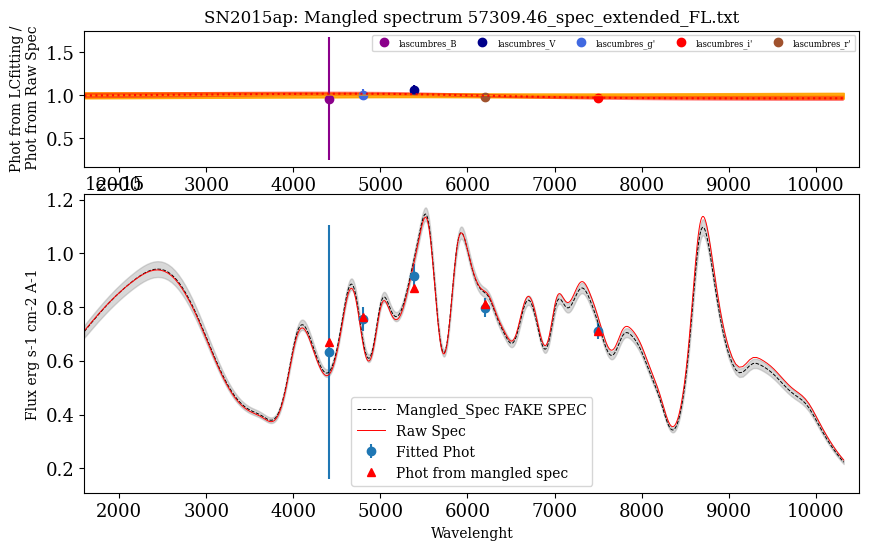 SN2015ap: Mangled spectrum 57309.46_spec_extended_FL.txt
Phot from LCfitting /
Phot from Raw Spec
1.5
1.0
0.5
lascumbres_B
lascumbres_V
lascumbres_g'
lascumbres_i'
lascumbres_r'
2000 3000 4000 5000 6000 7000 8000 9000 10000
1e−15
Flux erg s-1 cm-2 A-1
1.2
1.0
0.8
0.6
0.4
0.2
Mangled_Spec FAKE SPEC
Raw Spec
Fitted Phot
Phot from mangled spec
2000 3000 4000 5000 6000 7000 8000 9000 10000
Wavelenght